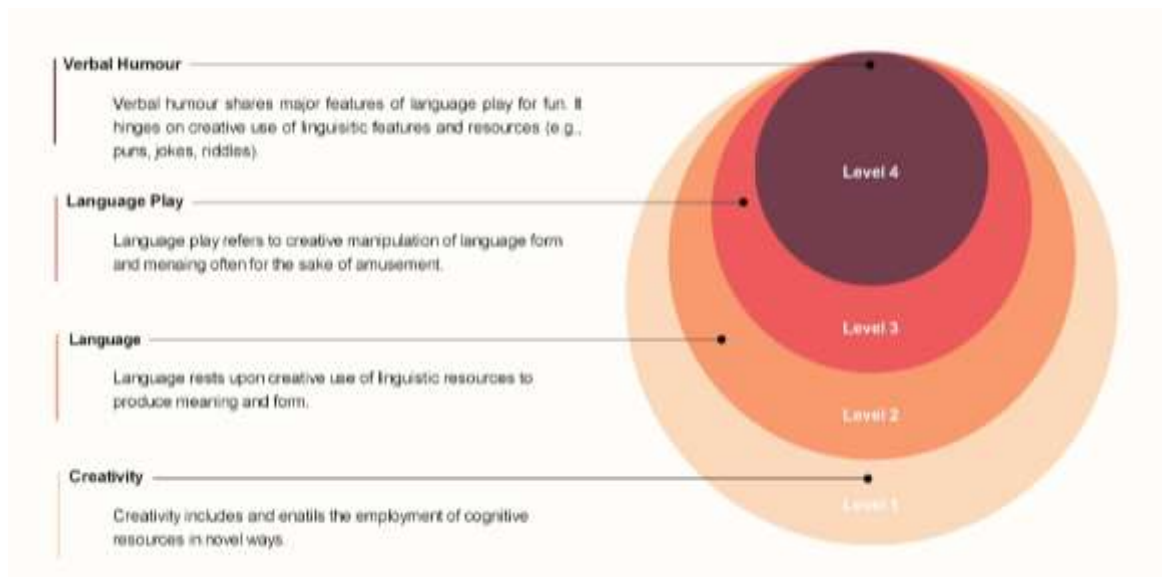 Verbal Humour
Verbal humour shares major features of language play for fun. It
hinges on creative use of linguisitic features and resources (e.g.,
puns, jokes, riddles).
Level 4
Language Play
Language play refers to creative manipulation of language form
and menaing often for the sake of amusement.
Level 3
Language
Language rests upon creative use of linguistic resources to
produce meaning and form.
Level 2
Creativity
Creativity includes and enatils the employment of cognitive
resources in novel ways.
Level 1